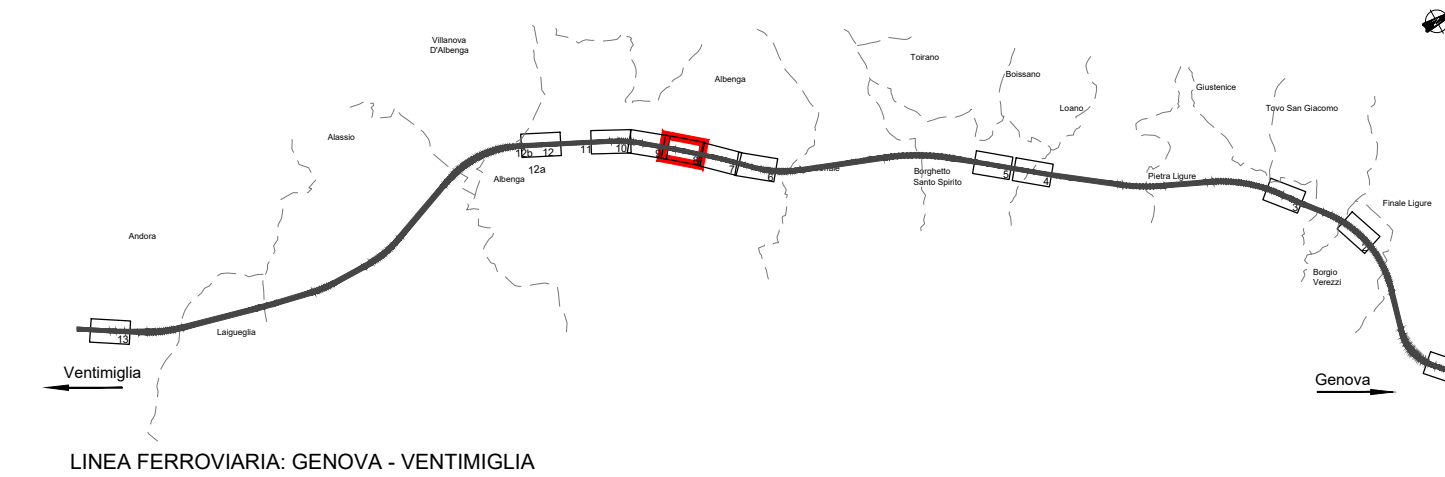 Villanova
D'Albenga
Toirano
Albenga
Boissano
Giustenice
Loano
Tovo San Giacomo
Alassio
12b
12
11
10
9
8
7
6
12a
Albenga
Borghetto
Santo Spirito
5
4
Pietra Ligure
3
Finale Ligure
Andora
2
Borgio
Verezzi
Laigueglia
13
Ventimiglia
Genova
LINEA FERROVIARIA: GENOVA - VENTIMIGLIA